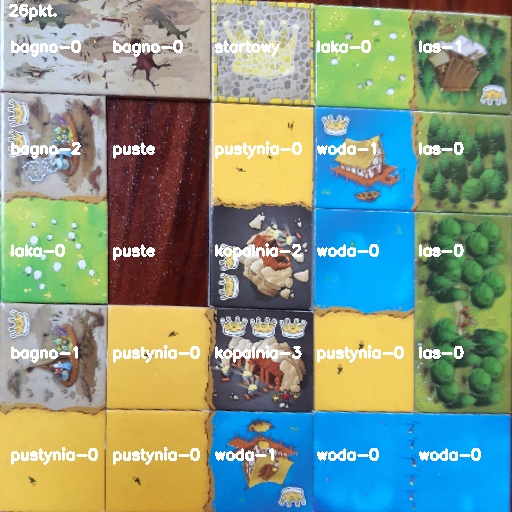 26pkt.
bagno-0 bagno-0 startowy laka-0 las-1
bagno-2 puste pustynia-0 woda-1 las-0
laka-0 puste kopalnia-2 woda-0 las-0
bagno-1 pustynia-0 kopalnia-3 pustynia-0 las-0
pustynia-0 pustynia-0 woda-1 woda-0 woda-0